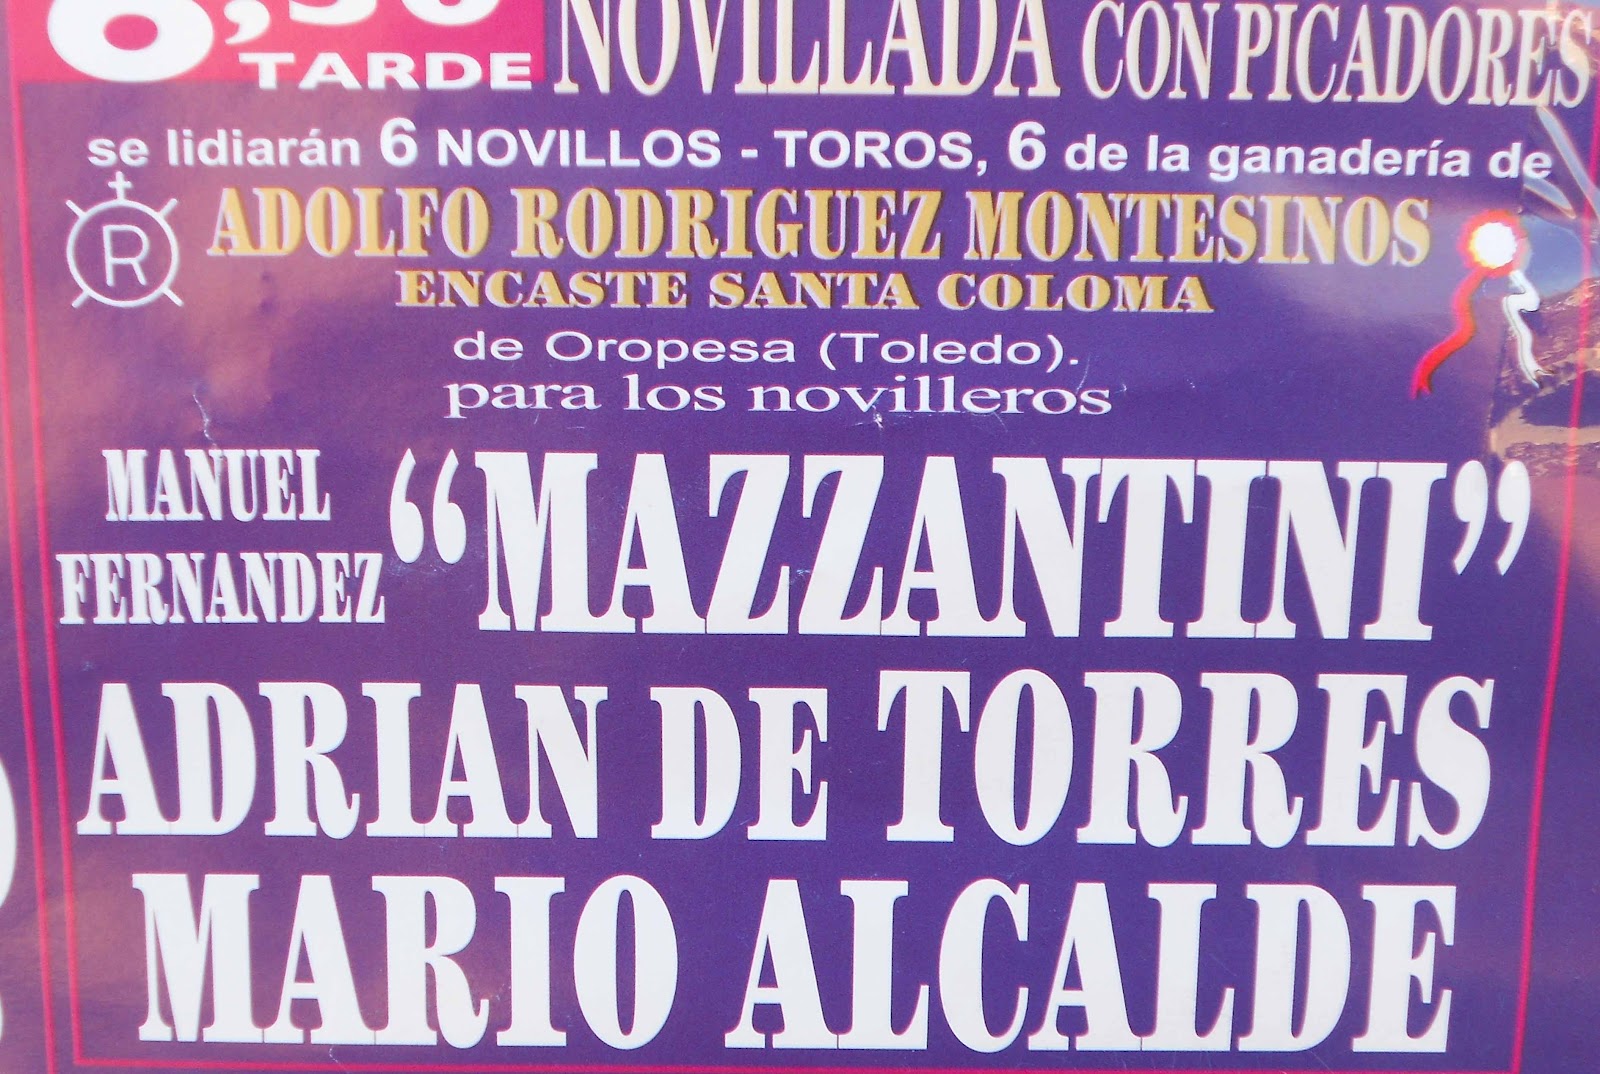 TARDE
NOVILLADA CON PICADORES
se lidiarán 6 NOVILLOS - TOROS, 6 de la ganadería de
R
ADOLFO RODRIGUEZ MONTESINOS
ENCASTE SANTA COLOMA
de Oropesa (Toledo).
para los novilleros
MANUEL FERNANDEZ “MAZZANTINI”
ADRIAN DE TORRES
MARIO ALCALDE